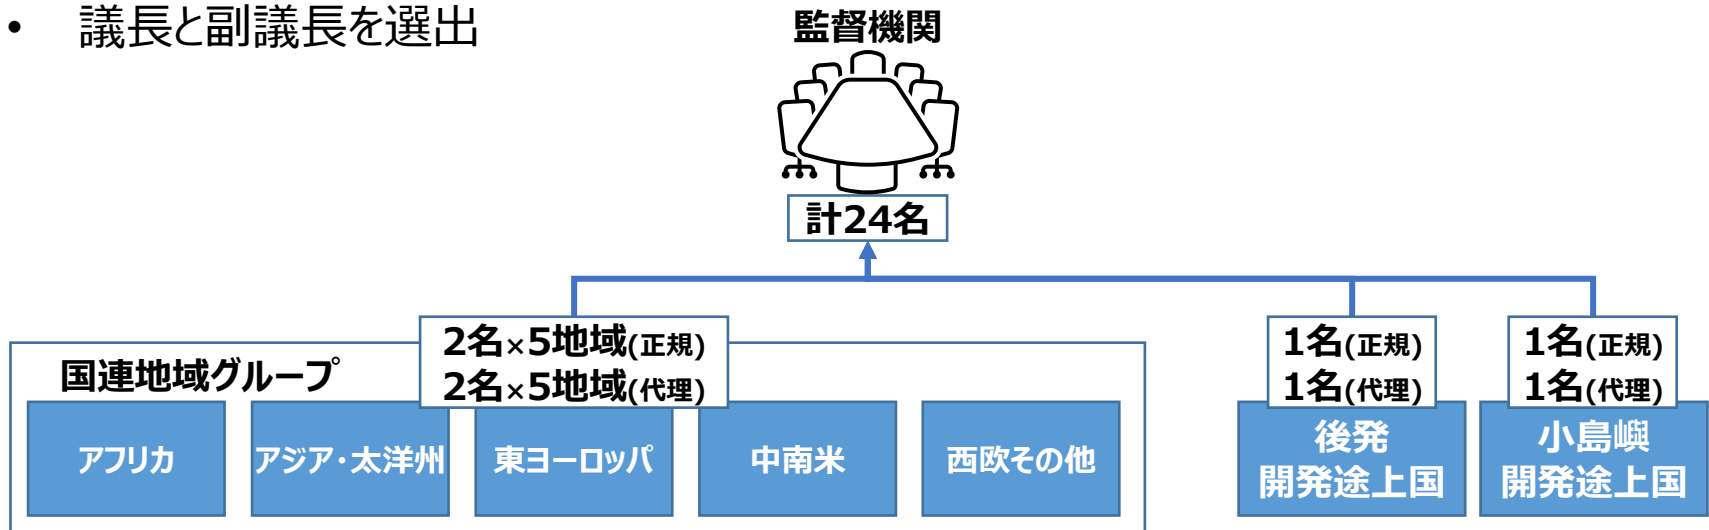 • 議長と副議長を選出
監督機関
計24名
2名×5地域(正規)
2名×5地域(代理)
1名(正規)
1名(代理)
1名(正規)
1名(代理)
国連地域グループ
アフリカ
アジア・太洋州
東ヨーロッパ
中南米
西欧その他
後発
開発途上国
小島嶼
開発途上国